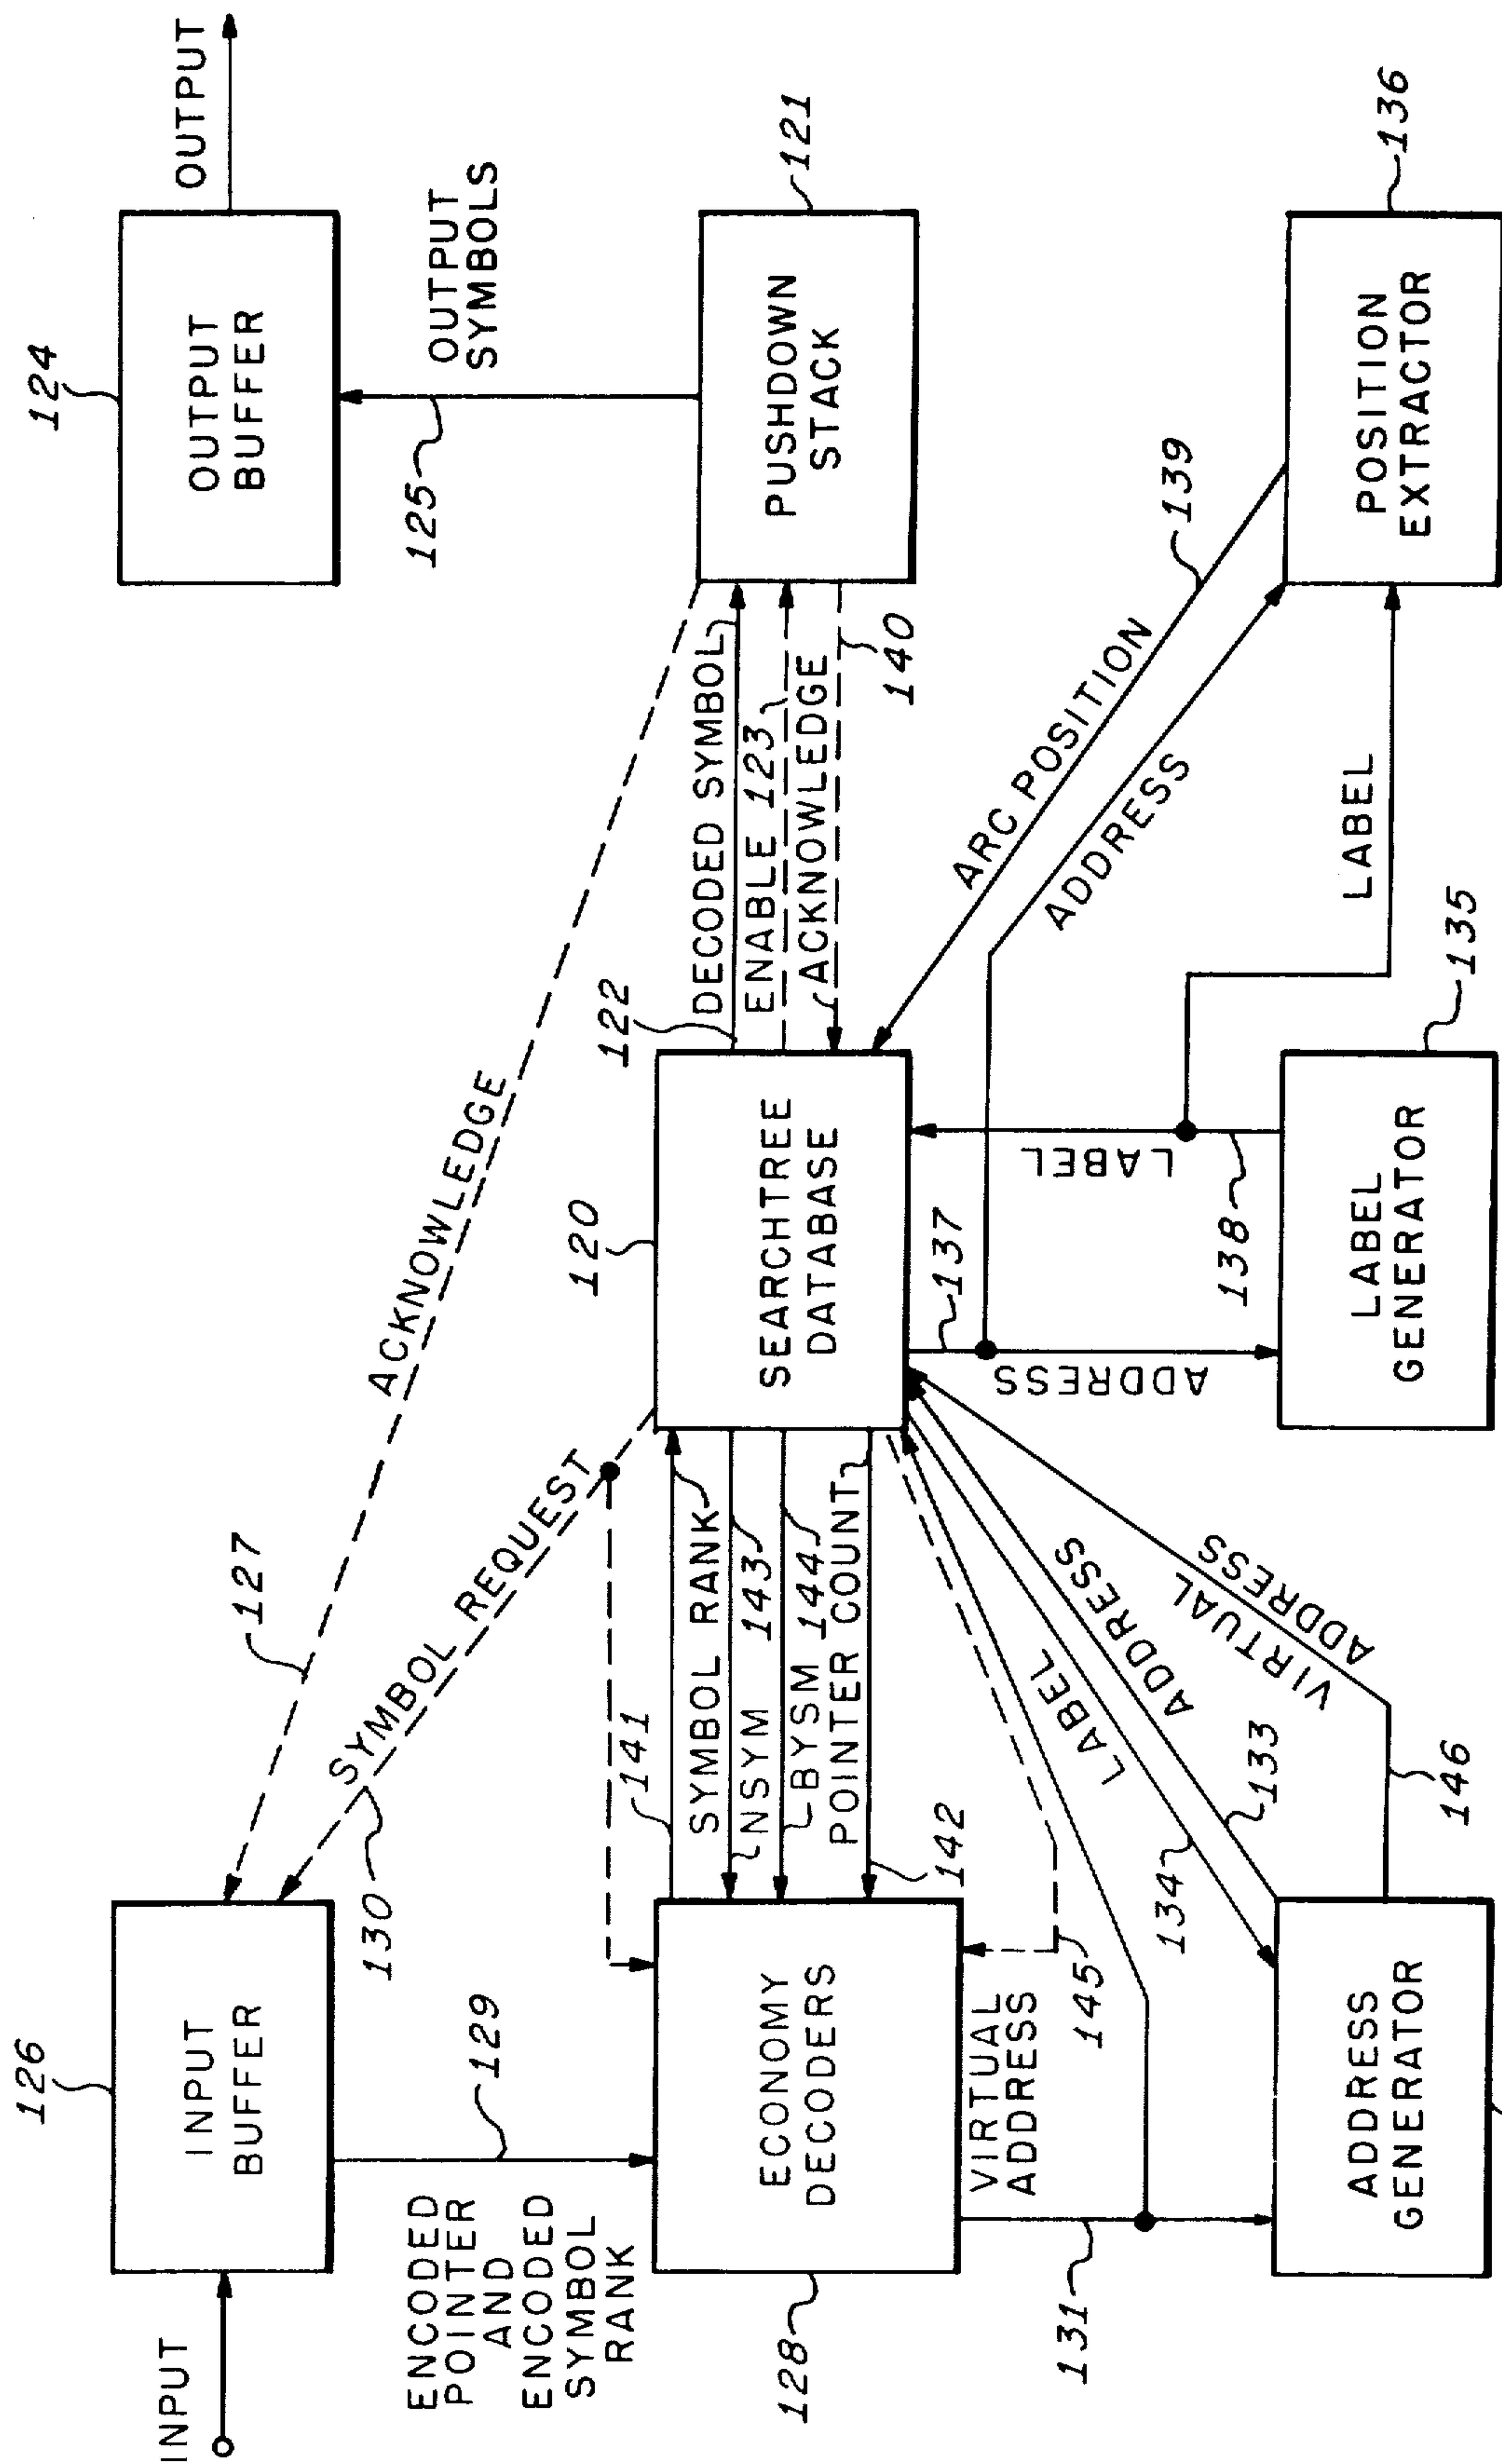 INPUT
126
INPUT
BUFFER
127
ACKNOWLEDGE
130
SYMBOL REQUEST
124
OUTPUT
BUFFER
OUTPUT
125
OUTPUT
SYMBOLS
ENCODED
POINTER
AND
ENCODED
SYMBOL
RANK
129
128
ECONOMY
DECODERS
141
SYMBOL RANK
NSYM 143
BYSM 144
POINTER COUNT
142
120
SEARCHTREE
DATABASE
122
DECODED SYMBOL
ENABLE 123
ACKNOWLEDGE
140
PUSHDOWN
STACK
121
VIRTUAL
ADDRESS
145
131
134
LABEL
ADDRESS
133
VIRTUAL
ADDRESS
146
ADDRESS
GENERATOR
137
ADDRESS
LABEL
138
LABEL
GENERATOR
135
ARC POSITION
139
ADDRESS
LABEL
POSITION
EXTRACTOR
136